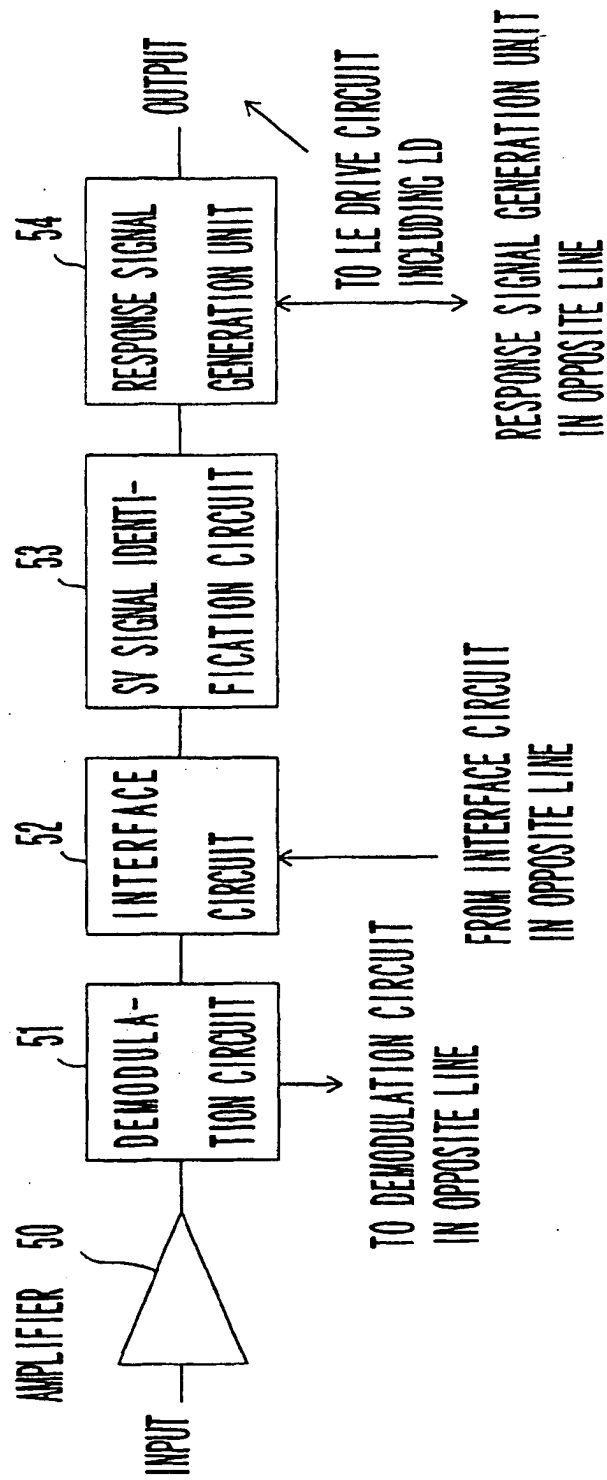 INPUT
AMPLIFIER 50
51
DEMODULA-
TION CIRCUIT
TO DEMODULATION CIRCUIT
IN OPPOSITE LINE
52
INTERFACE
CIRCUIT
FROM INTERFACE CIRCUIT
IN OPPOSITE LINE
53
SV SIGNAL IDENTI-
FICATION CIRCUIT
54
RESPONSE SIGNAL
GENERATION UNIT
OUTPUT
TO LE DRIVE CIRCUIT
INCLUDING LD
RESPONSE SIGNAL GENERATION UNIT
IN OPPOSITE LINE